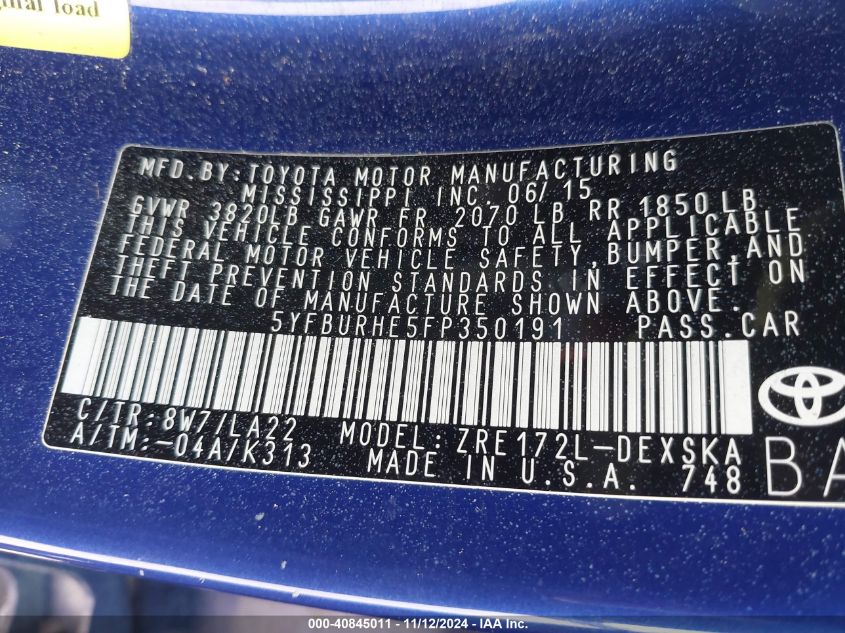 ginal load
MFD. BY: TOYOTA MOTOR MANUFACTURING
MISSISSIPPI INC. 06/15
GVWR 3820LB GAWR FR 2070 LB RR 1850 LB
THIS VEHICLE CONFORMS TO ALL APPLICABLE
FEDERAL MOTOR VEHICLE SAFETY, BUMPER, AND
THEFT PREVENTION STANDARDS IN EFFECT ON
THE DATE OF MANUFACTURE SHOWN ABOVE.
5YFBURHE5FP350191 PASS. CAR
C/TR: 8W7/LA22 MODEL: ZRE172L-DEXSKA
A/TM: -04A/K313 MADE IN U.S.A. 748
BA
000-40845011 - 11/12/2024 - IAA Inc.